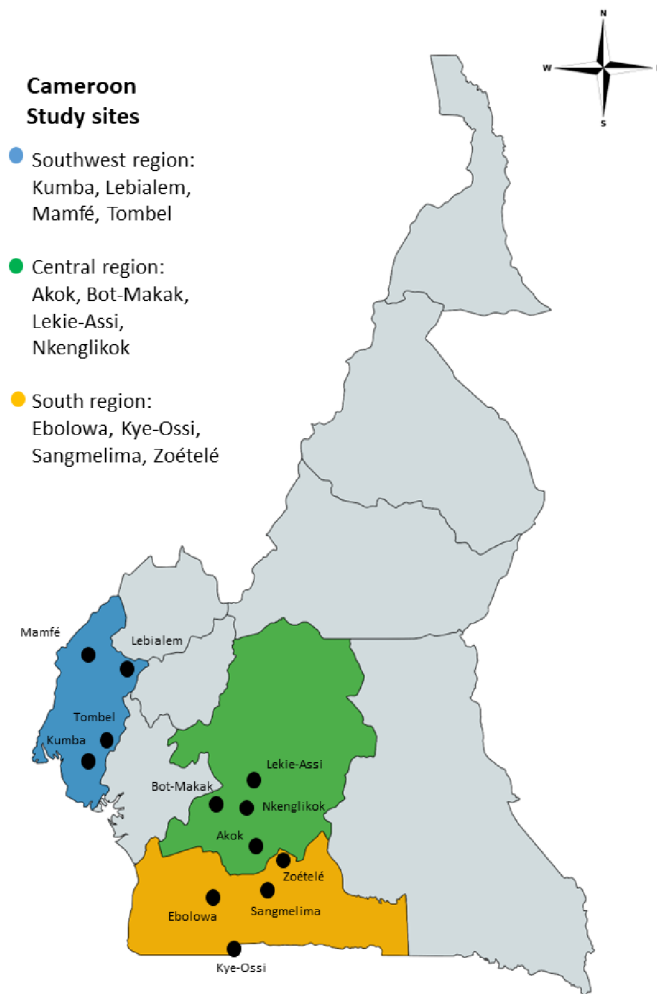 N
W
S
Cameroon
Study sites
Southwest region:
Kumba, Lebialem,
Mamfé, Tombel
Central region:
Akok, Bot-Makak,
Lekie-Assi,
Nkenglikok
South region:
Ebolowa, Kye-Ossi,
Sangmelima, Zoételé
Mamfé
Lebialem
Tombel
Kumba
Lekie-Assi
Bot-Makak
Nkenglikok
Akok
Zoételé
Sangmelima
Ebolowa
Kye-Ossi